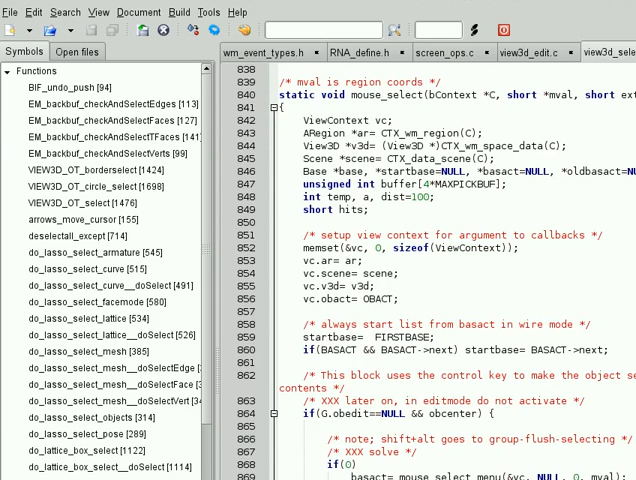 File Edit Search View Document Build Tools Help
Symbols Open files
wm_event_types.h RNA_define.h screen_ops.c view3d_edit.c view3d_sele
Functions
BIF_undo_push [94]
EM_backbuf_checkAndSelectEdges [113]
EM_backbuf_checkAndSelectFaces [127]
EM_backbuf_checkAndSelectTFaces [141]
EM_backbuf_checkAndSelectVerts [99]
VIEW3D_OT_borderselect [1424]
VIEW3D_OT_circle_select [1698]
VIEW3D_OT_select [1476]
arrows_move_cursor [155]
deselectall_except [714]
do_lasso_select_armature [545]
do_lasso_select_curve [515]
do_lasso_select_curve__doSelect [491]
do_lasso_select_facemode [580]
do_lasso_select_lattice [534]
do_lasso_select_lattice__doSelect [526]
do_lasso_select_mesh [385]
do_lasso_select_mesh__doSelectEdge [
do_lasso_select_mesh__doSelectFace [3
do_lasso_select_mesh__doSelectVert [34
do_lasso_select_objects [314]
do_lasso_select_pose [289]
do_lattice_box_select [1122]
do_lattice_box_select__doSelect [1114]
838
839 /* mval is region coords */
840 static void mouse_select(bContext *C, short *mval, short ext
841 {
842 ViewContext vc;
843 ARegion *ar= CTX_wm_region(C);
844 View3D *v3d= (View3D *)CTX_wm_space_data(C);
845 Scene *scene= CTX_data_scene(C);
846 Base *base, *startbase=NULL, *basact=NULL, *oldbasact=NUL
847 unsigned int buffer[4*MAXPICKBUF];
848 int temp, a, dist=100;
849 short hits;
850
851 /* setup view context for argument to callbacks */
852 memset(&vc, 0, sizeof(ViewContext));
853 vc.ar= ar;
854 vc.scene= scene;
855 vc.v3d= v3d;
856 vc.obact= OBACT;
857
858 /* always start list from basact in wire mode */
859 startbase= FIRSTBASE;
860 if(BASACT && BASACT->next) startbase= BASACT->next;
861
862 /* This block uses the control key to make the object se
contents */
863 /* XXX later on, in editmode do not activate */
864 if(G.obedit==NULL && obcenter) {
865
866 /* note; shift+alt goes to group-flush-selecting */
867 /* XXX solve */
868 if(0)
869 basact= mouse_select_menu(&vc, NULL, 0, mval);